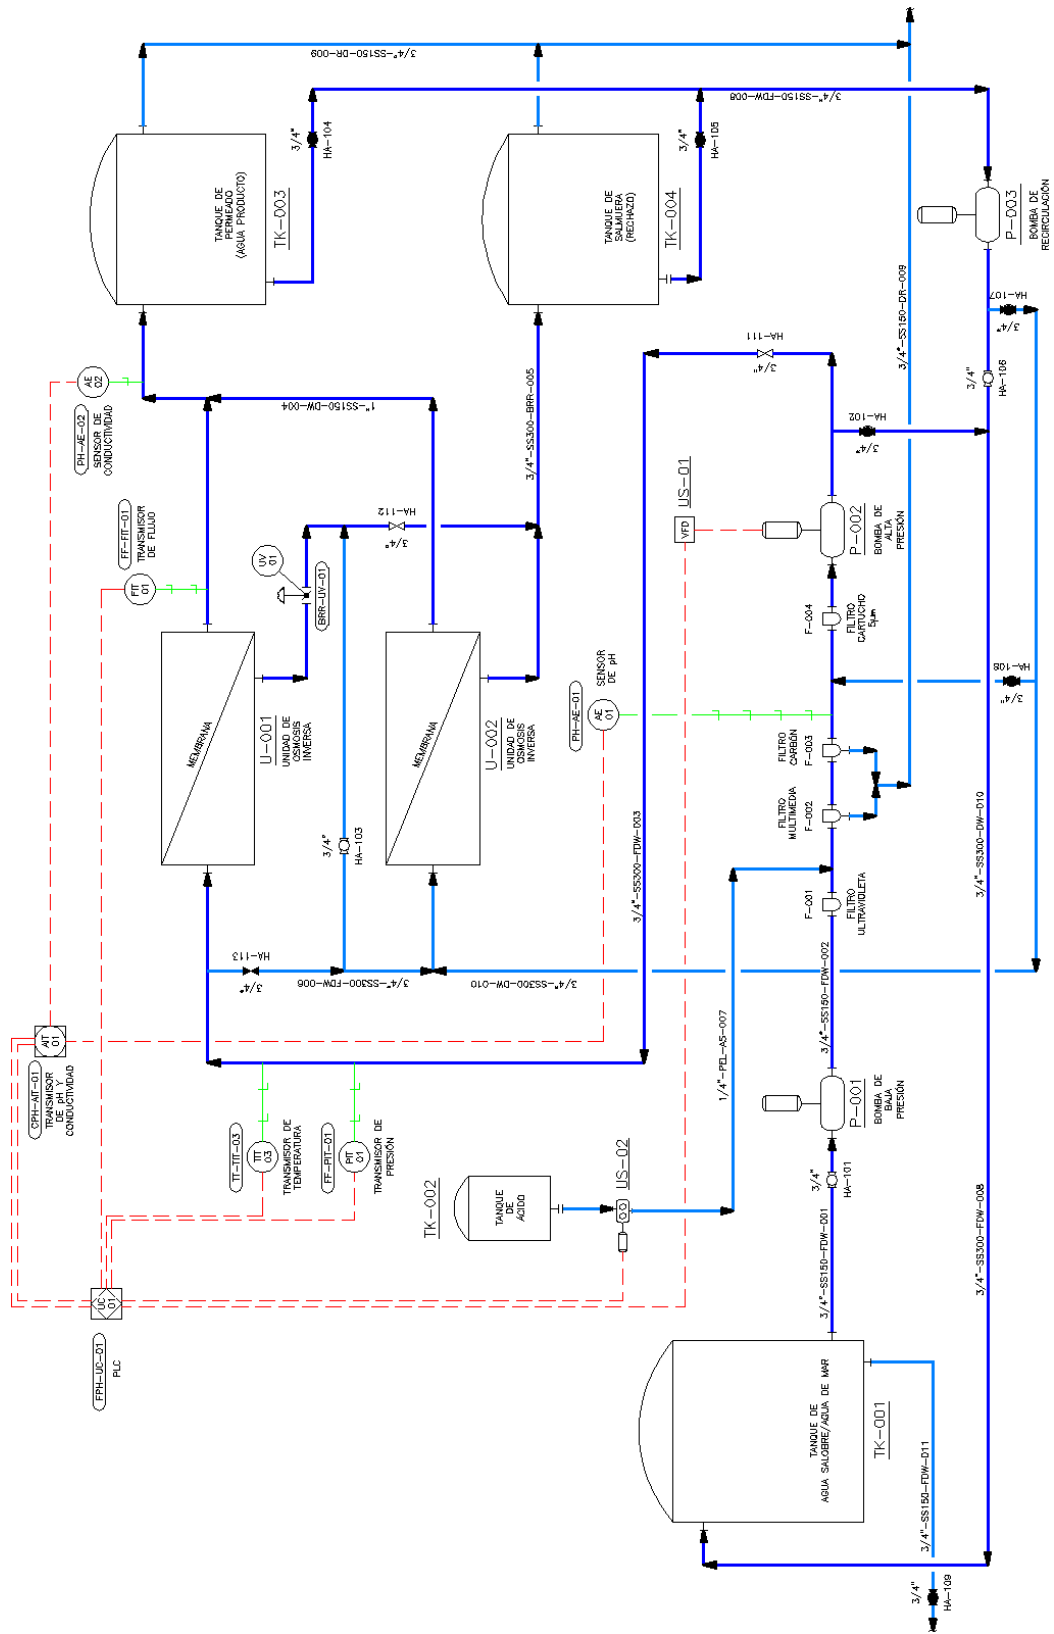 3/4"-SS150-DR-009
3/4"-SS150-FDW-008
3/4"
HA-104
3/4"
HA-105
TANQUE DE
PERMEADO
(AGUA PRODUCTO)
TK-003
TANQUE DE
SALMUERA
(RECHAZO)
TK-004
P-003
BOMBA DE
RECIRCULACIÓN
3/4"-SS150-DR-009
HA-107
3/4"
3/4"
HA-106
AE
02
PH-AE-02
SENSOR DE
CONDUCTIVIDAD
1"-SS150-DW-004
3/4"-SS300-BRR-005
HA-111
3/4"
HA-102
3/4"
FF-FIT-01
TRANSMISOR
DE FLUJO
FIT
01
UV
01
BRR-UV-01
HA-112
3/4"
US-01
VFD
P-002
BOMBA DE
ALTA
PRESIÓN
F-004
FILTRO
CARTUCHO
5µm
MEMBRANA
U-001
UNIDAD DE
OSMOSIS
INVERSA
MEMBRANA
U-002
UNIDAD DE
OSMOSIS
INVERSA
PH-AE-01
AE
01
SENSOR
DE pH
HA-108
3/4"
FILTRO
CARBÓN
F-003
FILTRO
MULTIMEDIA
F-002
3/4"
HA-103
3/4"-SS300-FDW-003
3/4"-SS300-DW-010
F-001
FILTRO
ULTRAVIOLETA
HA-113
3/4"
3/4"-SS300-FDW-006
3/4"-SS300-DW-010
3/4"-SS150-FDW-002
1/4"-PEL-AS-007
AIT
01
CPH-AIT-01
TRANSMISOR
DE pH Y
CONDUCTIVIDAD
TT-TIT-03
TIT
03
TRANSMISOR DE
TEMPERATURA
FF-PIT-01
PIT
01
TRANSMISOR DE
PRESIÓN
P-001
BOMBA DE
BAJA
PRESIÓN
3/4"
HA-101
TK-002
TANQUE
DE
ÁCIDO
US-02
3/4"-SS150-FDW-001
3/4"-SS300-FDW-008
UC
01
FPH-UC-01
PLC
TANQUE DE
AGUA SALOBRE/AGUA DE MAR
TK-001
3/4"-SS150-FDW-011
3/4"
HA-109